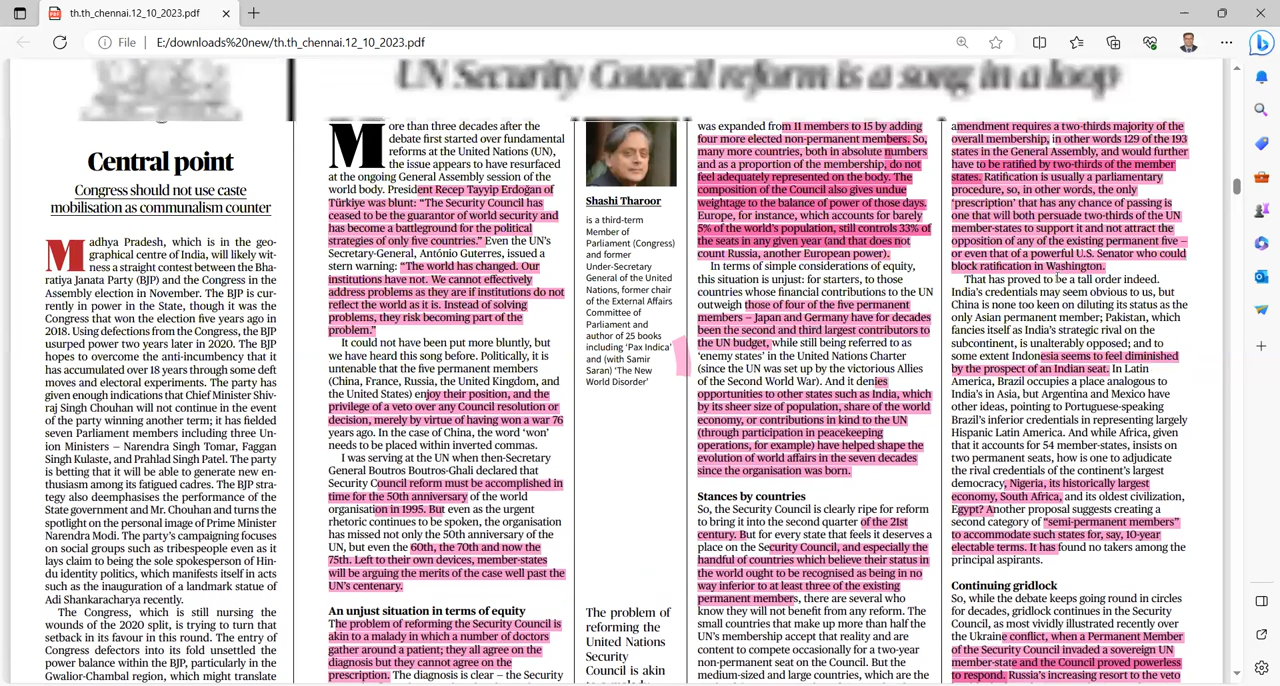 th.th_chennai.12_10_2023.pdf
File
E:/downloads%20new/th.th_chennai.12_10_2023.pdf
UN Security Council reform is a song in a loop
Central point
Congress should not use caste
mobilisation as communalism counter
Madhya Pradesh, which is in the geo-
graphical centre of India, will likely wit-
ness a straight contest between the Bha-
ratiya Janata Party (BJP) and the Congress in the
Assembly election in November. The BJP is cur-
rently in power in the State, though it was the
Congress that won the election five years ago in
2018. Using defections from the Congress, the BJP
usurped power two years later in 2020. The BJP
hopes to overcome the anti-incumbency that it
has accumulated over 18 years through some deft
moves and electoral experiments. The party has
given enough indications that Chief Minister Shiv-
raj Singh Chouhan will not continue in the event
of the party winning another term; it has fielded
seven Parliament members including three Un-
ion Ministers – Narendra Singh Tomar, Faggan
Singh Kulaste, and Prahlad Singh Patel. The party
is betting that it will be able to generate new en-
thusiasm among its fatigued cadres. The BJP stra-
tegy also deemphasises the performance of the
State government and Mr. Chouhan and turns the
spotlight on the personal image of Prime Minister
Narendra Modi. The party's campaigning focuses
on social groups such as tribespeople even as it
lays claim to being the sole spokesperson of Hin-
du identity politics, which manifests itself in acts
such as the inauguration of a landmark statue of
Adi Shankaracharya recently.
The Congress, which is still nursing the
wounds of the 2020 split, is trying to turn that
setback in its favour in this round. The entry of
Congress defectors into its fold unsettled the
power balance within the BJP, particularly in the
Gwalior-Chambal region, which might translate
More than three decades after the
debate first started over fundamental
reforms at the United Nations (UN),
the issue appears to have resurfaced
at the ongoing General Assembly session of the
world body. President Recep Tayyip Erdoğan of
Türkiye was blunt: “The Security Council has
ceased to be the guarantor of world security and
has become a battleground for the political
strategies of only five countries.” Even the UN's
Secretary-General, António Guterres, issued a
stern warning: “The world has changed. Our
institutions have not. We cannot effectively
address problems as they are if institutions do not
reflect the world as it is. Instead of solving
problems, they risk becoming part of the
problem.”
It could not have been put more bluntly, but
we have heard this song before. Politically, it is
untenable that the five permanent members
(China, France, Russia, the United Kingdom, and
the United States) enjoy their position, and the
privilege of a veto over any Council resolution or
decision, merely by virtue of having won a war 76
years ago. In the case of China, the word ‘won’
needs to be placed within inverted commas.
I was serving at the UN when then-Secretary
General Boutros Boutros-Ghali declared that
Security Council reform must be accomplished in
time for the 50th anniversary of the world
organisation in 1995. But even as the urgent
rhetoric continues to be spoken, the organisation
has missed not only the 50th anniversary of the
UN, but even the 60th, the 70th and now the
75th. Left to their own devices, member-states
will be arguing the merits of the case well past the
UN's centenary.
An unjust situation in terms of equity
The problem of reforming the Security Council is
akin to a malady in which a number of doctors
gather around a patient; they all agree on the
diagnosis but they cannot agree on the
prescription. The diagnosis is clear – the Security
Shashi Tharoor
is a third-term
Member of
Parliament (Congress)
and former
Under-Secretary
General of the United
Nations, former chair
of the External Affairs
Committee of
Parliament and
author of 25 books
including ‘Pax Indica’
and (with Samir
Saran) ‘The New
World Disorder’
The problem of
reforming the
United Nations
Security
Council is akin
was expanded from 11 members to 15 by adding
four more elected non-permanent members. So,
many more countries, both in absolute numbers
and as a proportion of the membership, do not
feel adequately represented on the body. The
composition of the Council also gives undue
weightage to the balance of power of those days.
Europe, for instance, which accounts for barely
5% of the world's population, still controls 33% of
the seats in any given year (and that does not
count Russia, another European power).
In terms of simple considerations of equity,
this situation is unjust: for starters, to those
countries whose financial contributions to the UN
outweigh those of four of the five permanent
members – Japan and Germany have for decades
been the second and third largest contributors to
the UN budget, while still being referred to as
‘enemy states’ in the United Nations Charter
(since the UN was set up by the victorious Allies
of the Second World War). And it denies
opportunities to other states such as India, which
by its sheer size of population, share of the world
economy, or contributions in kind to the UN
(through participation in peacekeeping
operations, for example) have helped shape the
evolution of world affairs in the seven decades
since the organisation was born.
Stances by countries
So, the Security Council is clearly ripe for reform
to bring it into the second quarter of the 21st
century. But for every state that feels it deserves a
place on the Security Council, and especially the
handful of countries which believe their status in
the world ought to be recognised as being in no
way inferior to at least three of the existing
permanent members, there are several who
know they will not benefit from any reform. The
small countries that make up more than half the
UN's membership accept that reality and are
content to compete occasionally for a two-year
non-permanent seat on the Council. But the
medium-sized and large countries, which are the
amendment requires a two-thirds majority of the
overall membership, in other words 129 of the 193
states in the General Assembly, and would further
have to be ratified by two-thirds of the member
states. Ratification is usually a parliamentary
procedure, so, in other words, the only
‘prescription’ that has any chance of passing is
one that will both persuade two-thirds of the UN
member-states to support it and not attract the
opposition of any of the existing permanent five –
or even that of a powerful U.S. Senator who could
block ratification in Washington.
That has proved to be a tall order indeed.
India's credentials may seem obvious to us, but
China is none to keen on diluting its status as the
only Asian permanent member; Pakistan, which
fancies itself as India's strategic rival on the
subcontinent, is unalterably opposed; and to
some extent Indonesia seems to feel diminished
by the prospect of an Indian seat. In Latin
America, Brazil occupies a place analogous to
India's in Asia, but Argentina and Mexico have
other ideas, pointing to Portuguese-speaking
Brazil's inferior credentials in representing largely
Hispanic Latin America. And while Africa, given
that it accounts for 54 member-states, insists on
two permanent seats, how is one to adjudicate
the rival credentials of the continent's largest
democracy, Nigeria, its historically largest
economy, South Africa, and its oldest civilization,
Egypt? Another proposal suggests creating a
second category of “semi-permanent members”
to accommodate such states for, say, 10-year
electable terms. It has found no takers among the
principal aspirants.
Continuing gridlock
So, while the debate keeps going round in circles
for decades, gridlock continues in the Security
Council, as most vividly illustrated recently over
the Ukraine conflict, when a Permanent Member
of the Security Council invaded a sovereign UN
member-state and the Council proved powerless
to respond. Russia's increasing resort to the veto